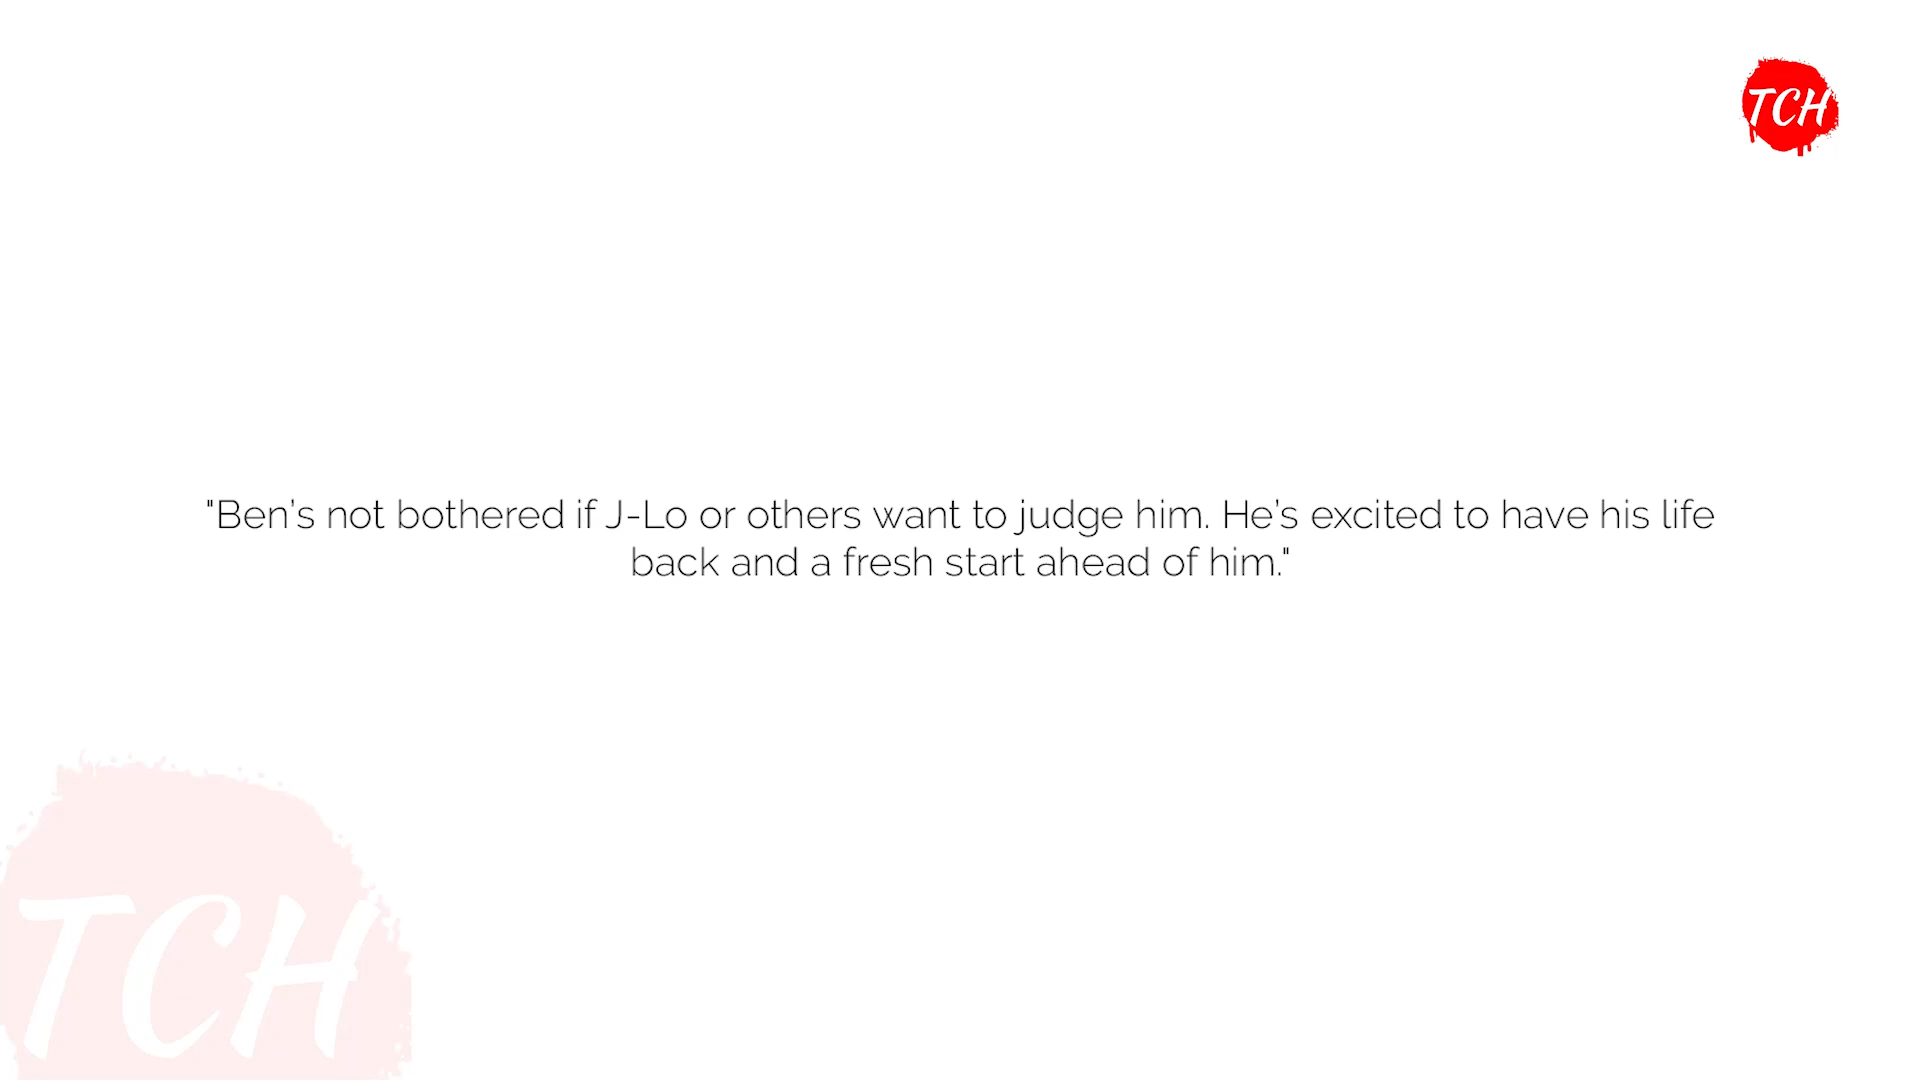 TCH
"Ben's not bothered if J-Lo or others want to judge him. He's excited to have his life
back and a fresh start ahead of him."
TCH